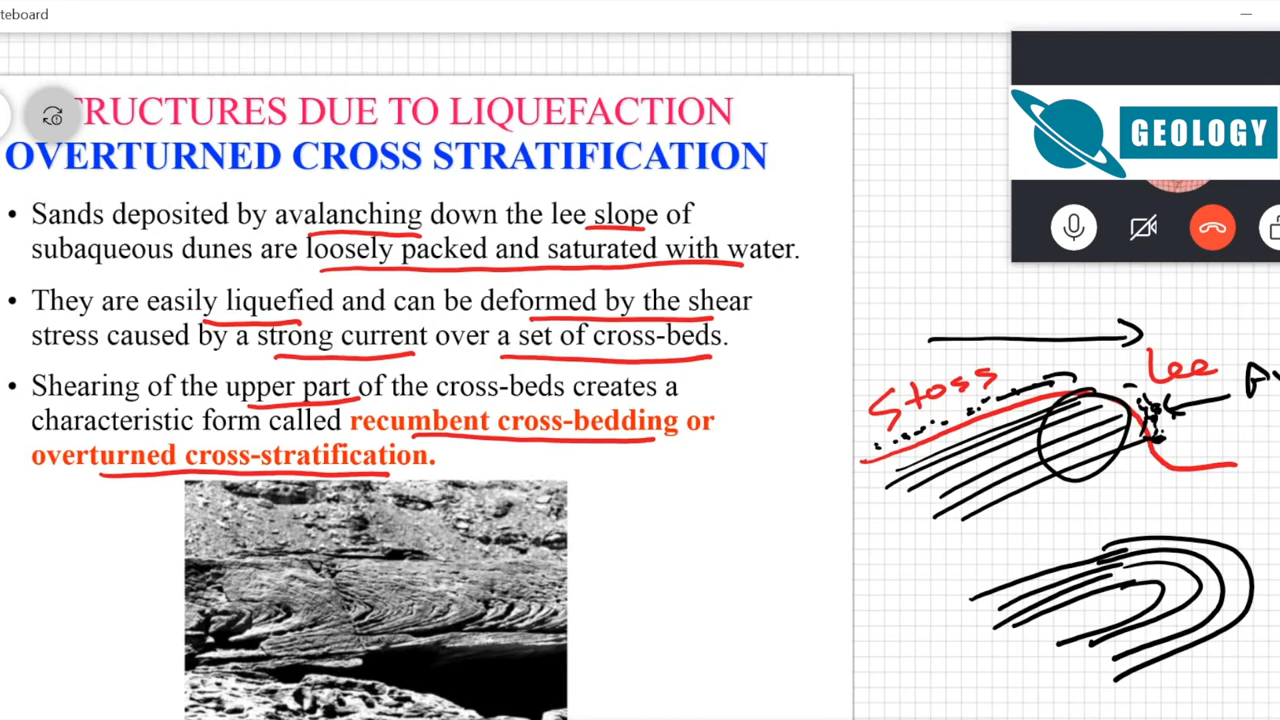 teboard
TRUCTURES DUE TO LIQUEFACTION
OVERTURNED CROSS STRATIFICATION
• Sands deposited by avalanching down the lee slope of
subaqueous dunes are loosely packed and saturated with water.
• They are easily liquefied and can be deformed by the shear
stress caused by a strong current over a set of cross-beds.
• Shearing of the upper part of the cross-beds creates a
characteristic form called recumbent cross-bedding or
overturned cross-stratification.
GEOLOGY
Stoss
Lee